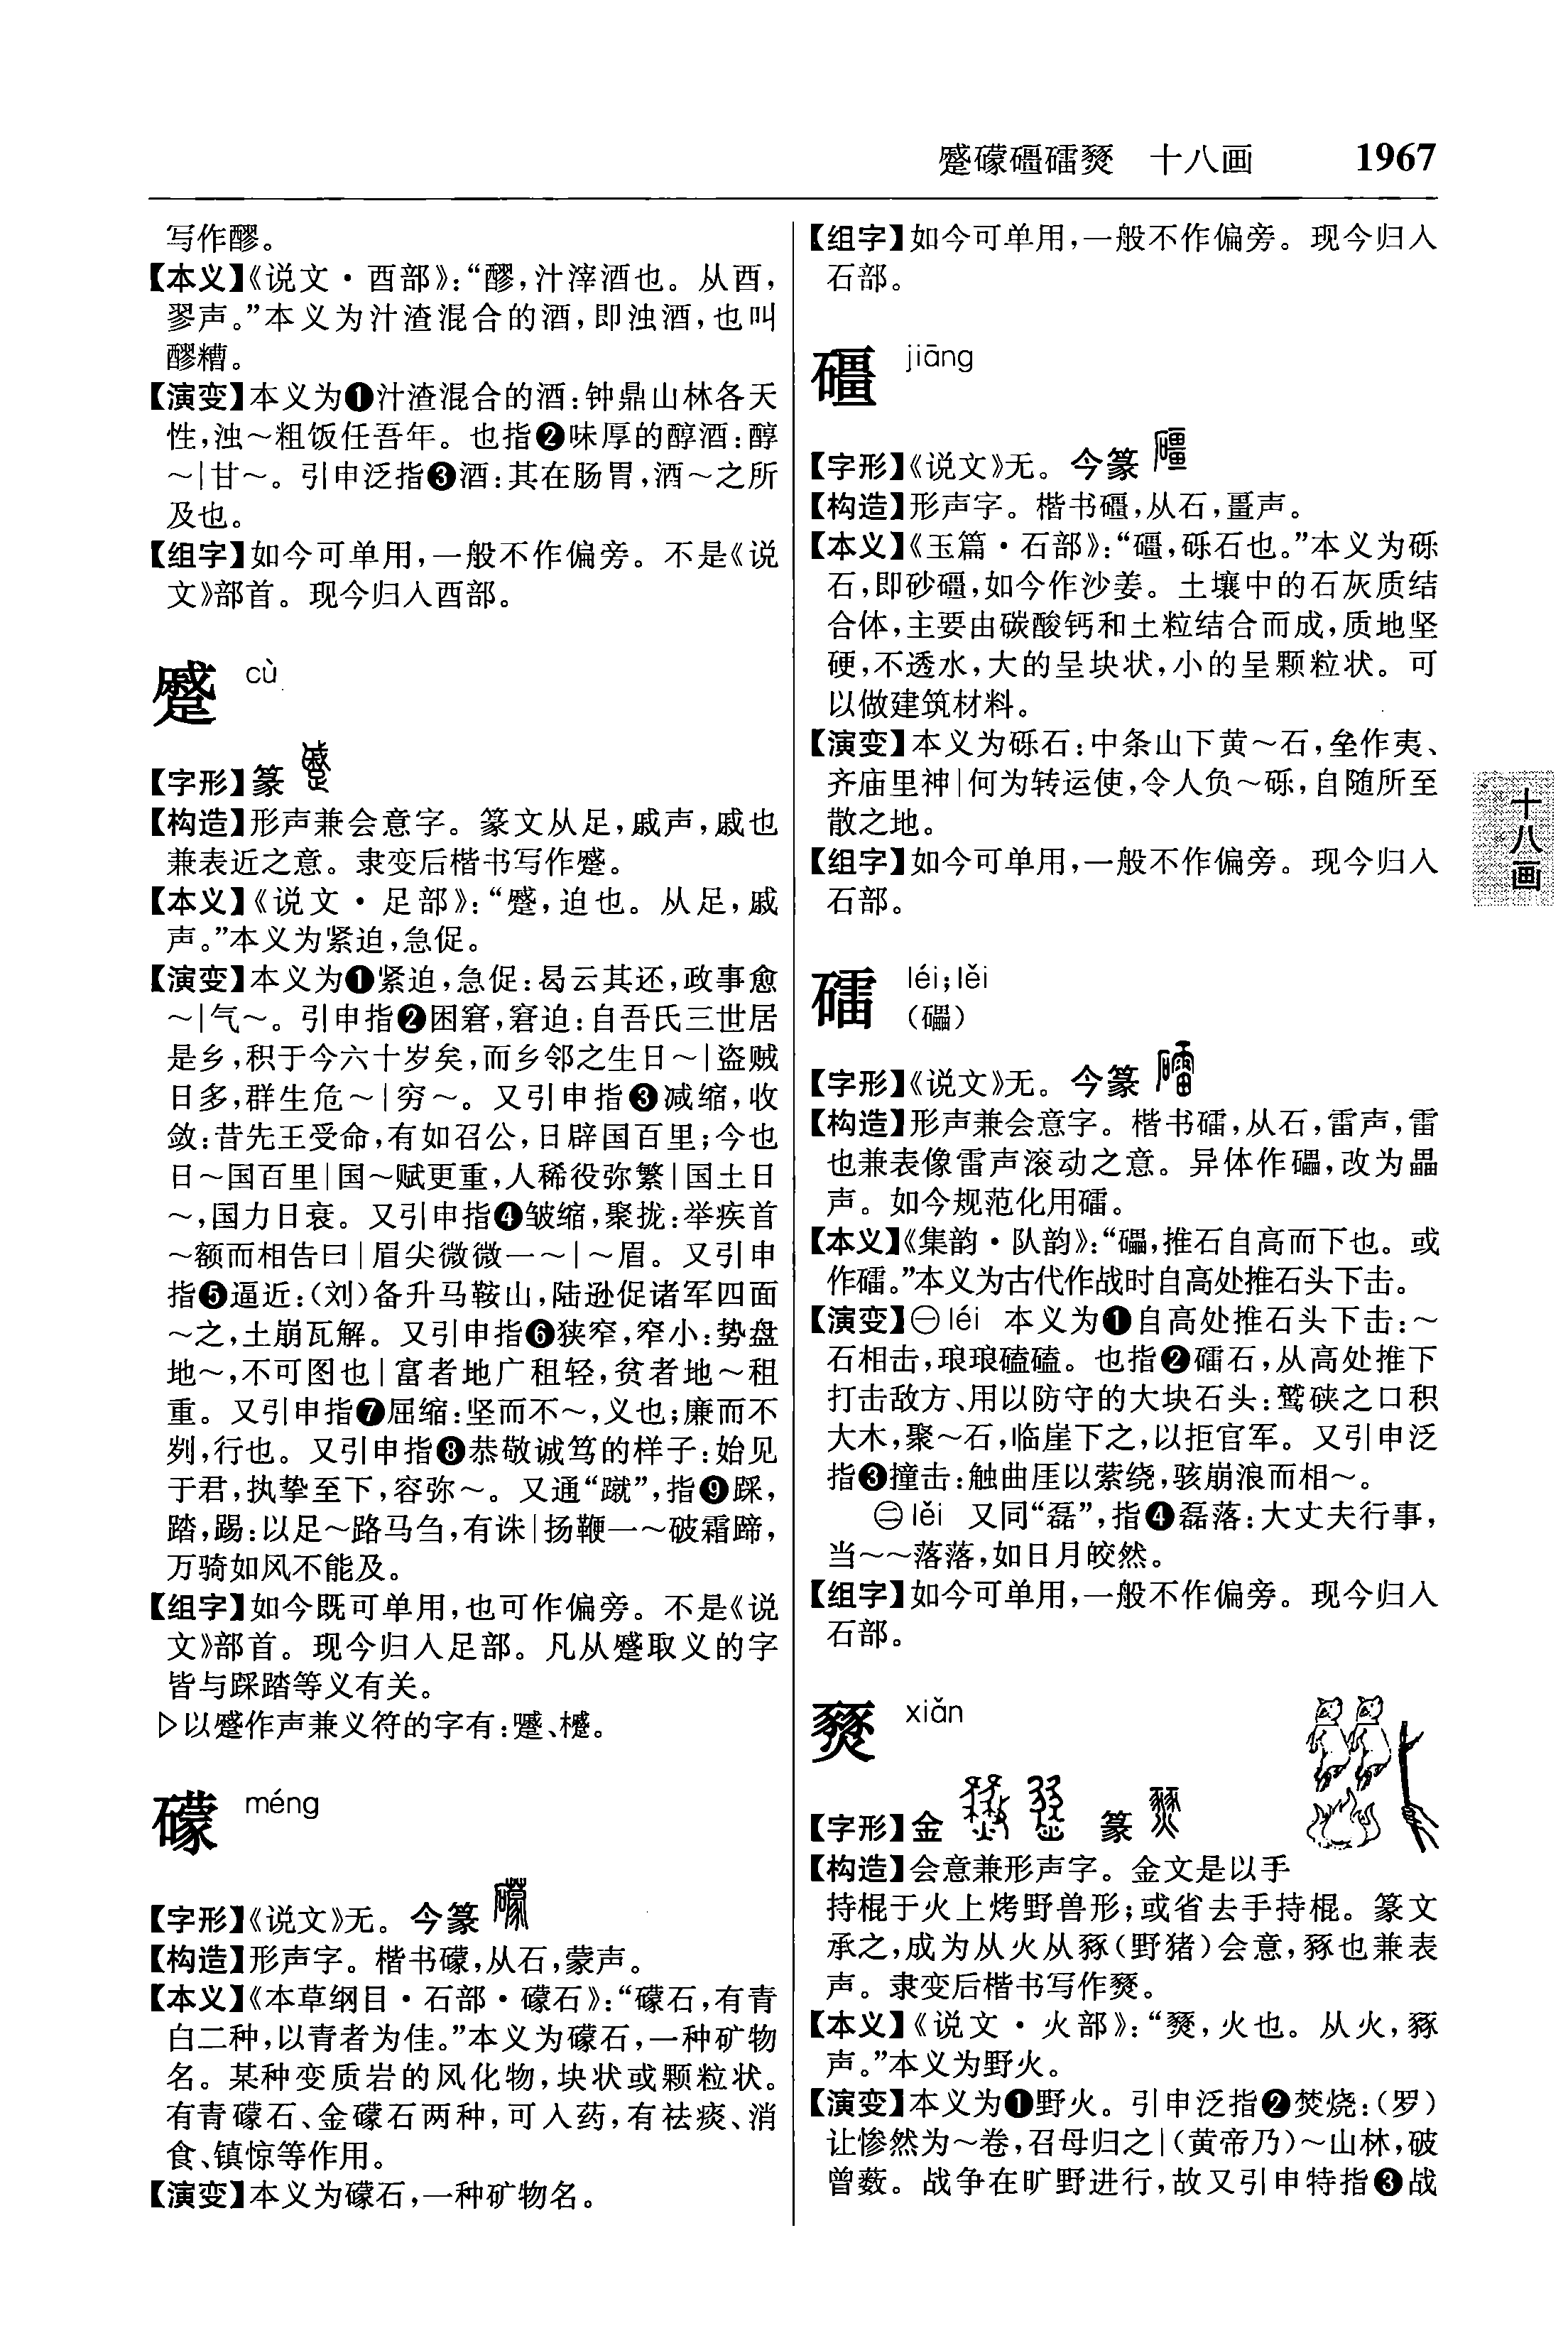 蹙礞礓礌燹　十八画　1967
写作醪。
【本义】《说文·酉部》：“醪，汁滓酒也。从酉，
翏声。”本义为汁渣混合的酒，即浊酒，也叫
醪糟。
【演变】本义为❶汁渣混合的酒：钟鼎山林各天
性，浊～粗饭任吾年。也指❷味厚的醇酒：醇
～|甘～。引申泛指❸酒：其在肠胃，酒～之所
及也。
【组字】如今可单用，一般不作偏旁。不是《说
文》部首。现今归入酉部。
蹙 cù
【字形】篆
【构造】形声兼会意字。篆文从足，戚声，戚也
兼表近之意。隶变后楷书写作蹙。
【本义】《说文·足部》：“蹙，迫也。从足，戚
声。”本义为紧迫，急促。
【演变】本义为❶紧迫，急促：曷云其还，政事愈
～|气～。引申指❷困窘，窘迫：自吾氏三世居
是乡，积于今六十岁矣，而乡邻之生日～|盗贼
日多，群生危～|穷～。又引申指❸减缩，收
敛：昔先王受命，有如召公，日辟国百里；今也
日～国百里|国～赋更重，人稀役弥繁|国土日
～，国力日衰。又引申指❹皱缩，聚拢：举疾首
～额而相告曰|眉尖微微一～|～眉。又引申
指❺逼近：（刘）备升马鞍山，陆逊促诸军四面
～之，土崩瓦解。又引申指❻狭窄，窄小：势盘
地～，不可图也|富者地广租轻，贫者地～租
重。又引申指❼屈缩：坚而不～，义也；廉而不
刿，行也。又引申指❽恭敬诚笃的样子：始见
于君，执挚至下，容弥～。又通“蹴”，指❾踩，
踏，踢：以足～路马刍，有诛|扬鞭一～破霜蹄，
万骑如风不能及。
【组字】如今既可单用，也可作偏旁。不是《说
文》部首。现今归入足部。凡从蹙取义的字
皆与踩踏等义有关。
▷以蹙作声兼义符的字有：嘁、槭。
礞 méng
【字形】《说文》无。今篆
【构造】形声字。楷书礞，从石，蒙声。
【本义】《本草纲目·石部·礞石》：“礞石，有青
白二种，以青者为佳。”本义为礞石，一种矿物
名。某种变质岩的风化物，块状或颗粒状。
有青礞石、金礞石两种，可入药，有祛痰、消
食、镇惊等作用。
【演变】本义为礞石，一种矿物名。
【组字】如今可单用，一般不作偏旁。现今归入
石部。
礓 jiāng
【字形】《说文》无。今篆
【构造】形声字。楷书礓，从石，畺声。
【本义】《玉篇·石部》：“礓，砾石也。”本义为砾
石，即砂礓，如今作沙姜。土壤中的石灰质结
合体，主要由碳酸钙和土粒结合而成，质地坚
硬，不透水，大的呈块状，小的呈颗粒状。可
以做建筑材料。
【演变】本义为砾石：中条山下黄～石，垒作夷、
齐庙里神|何为转运使，令人负～砾，自随所至
散之地。
【组字】如今可单用，一般不作偏旁。现今归入
石部。
礌 léi；lěi
（礧）
【字形】《说文》无。今篆
【构造】形声兼会意字。楷书礌，从石，雷声，雷
也兼表像雷声滚动之意。异体作礧，改为畾
声。如今规范化用礌。
【本义】《集韵·队韵》：“礧，推石自高而下也。或
作礌。”本义为古代作战时自高处推石头下击。
【演变】㊀léi 本义为❶自高处推石头下击：～
石相击，琅琅磕磕。也指❷礌石，从高处推下
打击敌方、用以防守的大块石头：鹫硖之口积
大木，聚～石，临崖下之，以拒官军。又引申泛
指❸撞击：触曲厓以萦绕，骇崩浪而相～。
㊁lěi 又同“磊”，指❹磊落：大丈夫行事，
当～～落落，如日月皎然。
【组字】如今可单用，一般不作偏旁。现今归入
石部。
燹 xiǎn
【字形】金 篆
【构造】会意兼形声字。金文是以手
持棍于火上烤野兽形；或省去手持棍。篆文
承之，成为从火从豩（野猪）会意，豩也兼表
声。隶变后楷书写作燹。
【本义】《说文·火部》：“燹，火也。从火，豩
声。”本义为野火。
【演变】本义为❶野火。引申泛指❷焚烧：（罗）
让惨然为～卷，召母归之|（黄帝乃）～山林，破
曾薮。战争在旷野进行，故又引申特指❸战
十八画